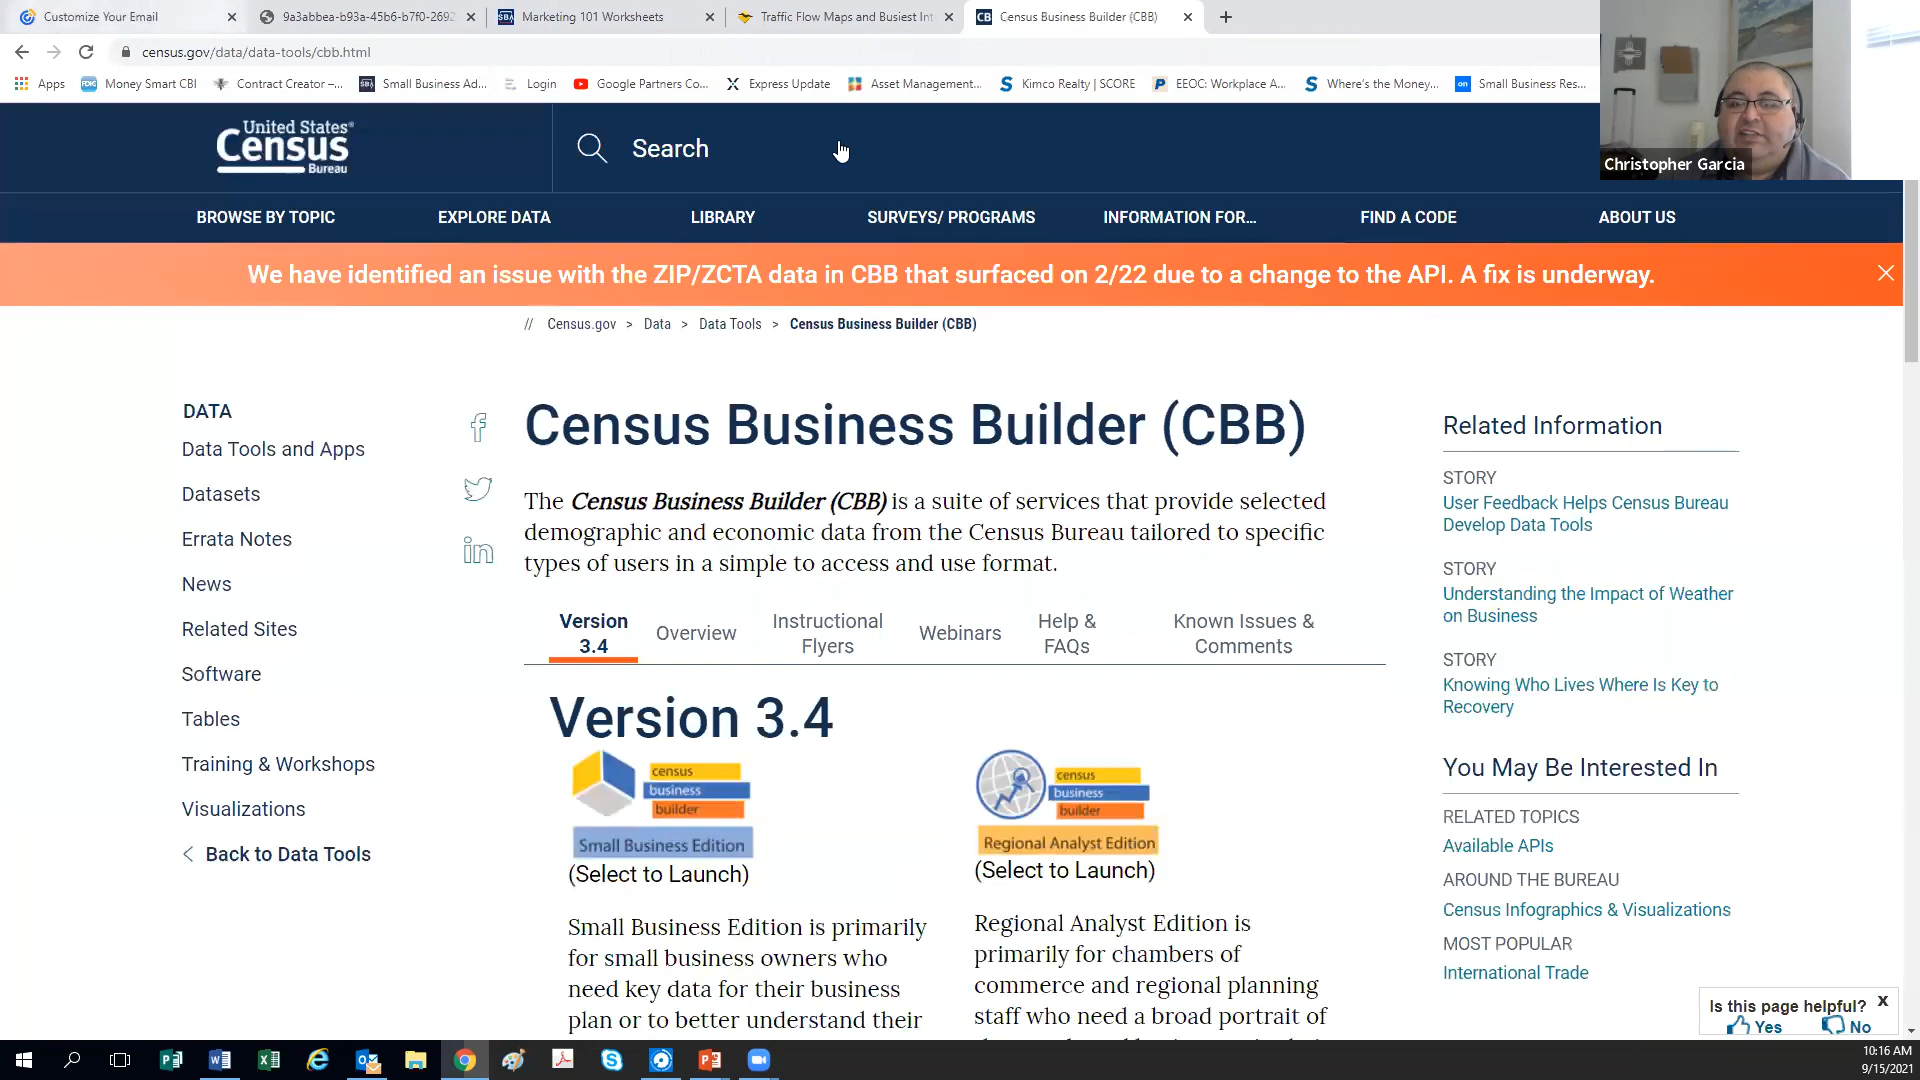 Customize Your Email
9a3abbea-b93a-45b6-b7f0-2692
Marketing 101 Worksheets
Traffic Flow Maps and Busiest Int
CB Census Business Builder (CBB)
census.gov/data/data-tools/cbb.html
Apps
Money Smart CBI
Contract Creator –...
Small Business Ad...
Login
Google Partners Co...
Express Update
Asset Management...
Kimco Realty | SCORE
EEOC: Workplace A...
Where's the Money...
Small Business Res...
Christopher Garcia
United States®
Census
Bureau
Search
BROWSE BY TOPIC
EXPLORE DATA
LIBRARY
SURVEYS/ PROGRAMS
INFORMATION FOR...
FIND A CODE
ABOUT US
We have identified an issue with the ZIP/ZCTA data in CBB that surfaced on 2/22 due to a change to the API. A fix is underway.
// Census.gov > Data > Data Tools > Census Business Builder (CBB)
DATA
Data Tools and Apps
Datasets
Errata Notes
News
Related Sites
Software
Tables
Training & Workshops
Visualizations
Back to Data Tools
Census Business Builder (CBB)
The Census Business Builder (CBB) is a suite of services that provide selected
demographic and economic data from the Census Bureau tailored to specific
types of users in a simple to access and use format.
Version
3.4
Overview
Instructional
Flyers
Webinars
Help &
FAQs
Known Issues &
Comments
Version 3.4
census
business
builder
Small Business Edition
(Select to Launch)
Small Business Edition is primarily
for small business owners who
need key data for their business
plan or to better understand their
census
business
builder
Regional Analyst Edition
(Select to Launch)
Regional Analyst Edition is
primarily for chambers of
commerce and regional planning
staff who need a broad portrait of
Related Information
STORY
User Feedback Helps Census Bureau
Develop Data Tools
STORY
Understanding the Impact of Weather
on Business
STORY
Knowing Who Lives Where Is Key to
Recovery
You May Be Interested In
RELATED TOPICS
Available APIs
AROUND THE BUREAU
Census Infographics & Visualizations
MOST POPULAR
International Trade
Is this page helpful? X
Yes
No
10:16 AM
9/15/2021